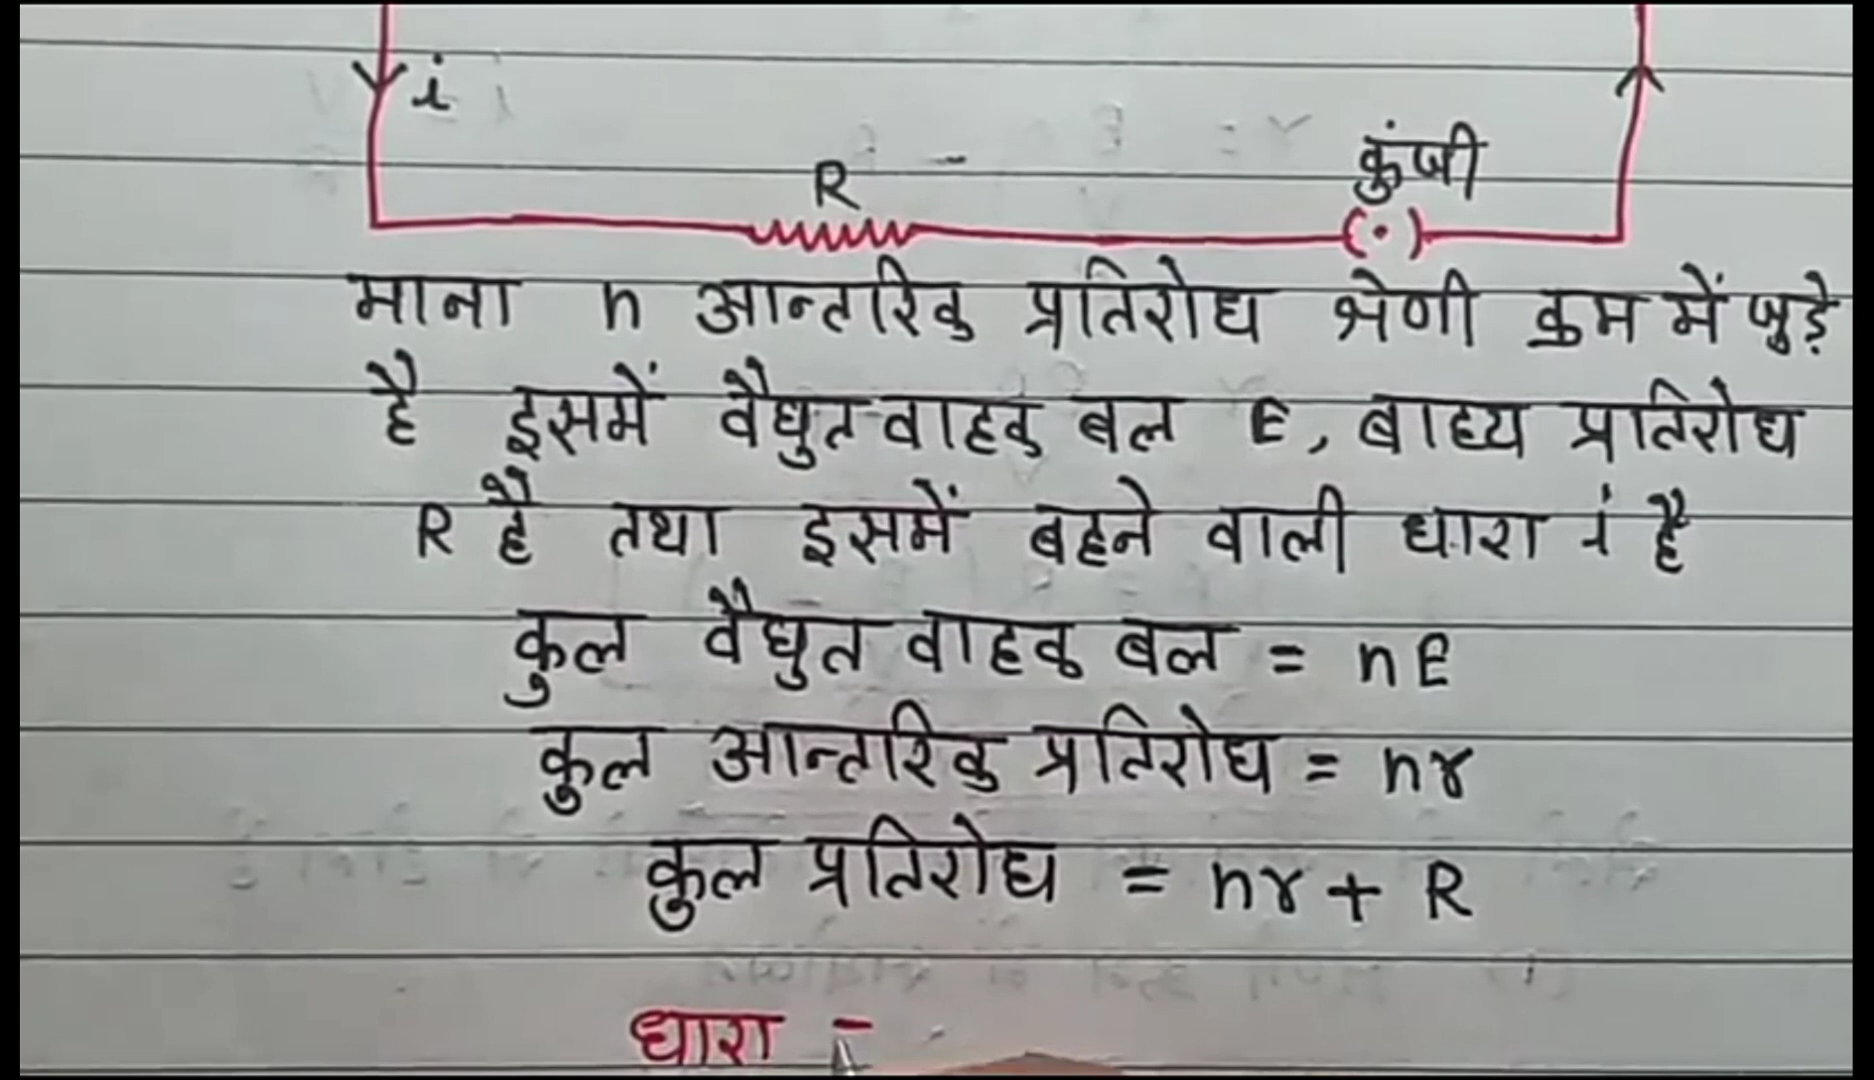 i
R
कुंजी
माना n आन्तरिक प्रतिरोध श्रेणी क्रम में जुड़े
है इसमें वैधुत वाहक बल E, बाह्य प्रतिरोध
R है तथा इसमें बहने वाली धारा i है
कुल वैधुत वाहक बल = nE
कुल आन्तरिक प्रतिरोध = nr
कुल प्रतिरोध = nr + R
धारा =